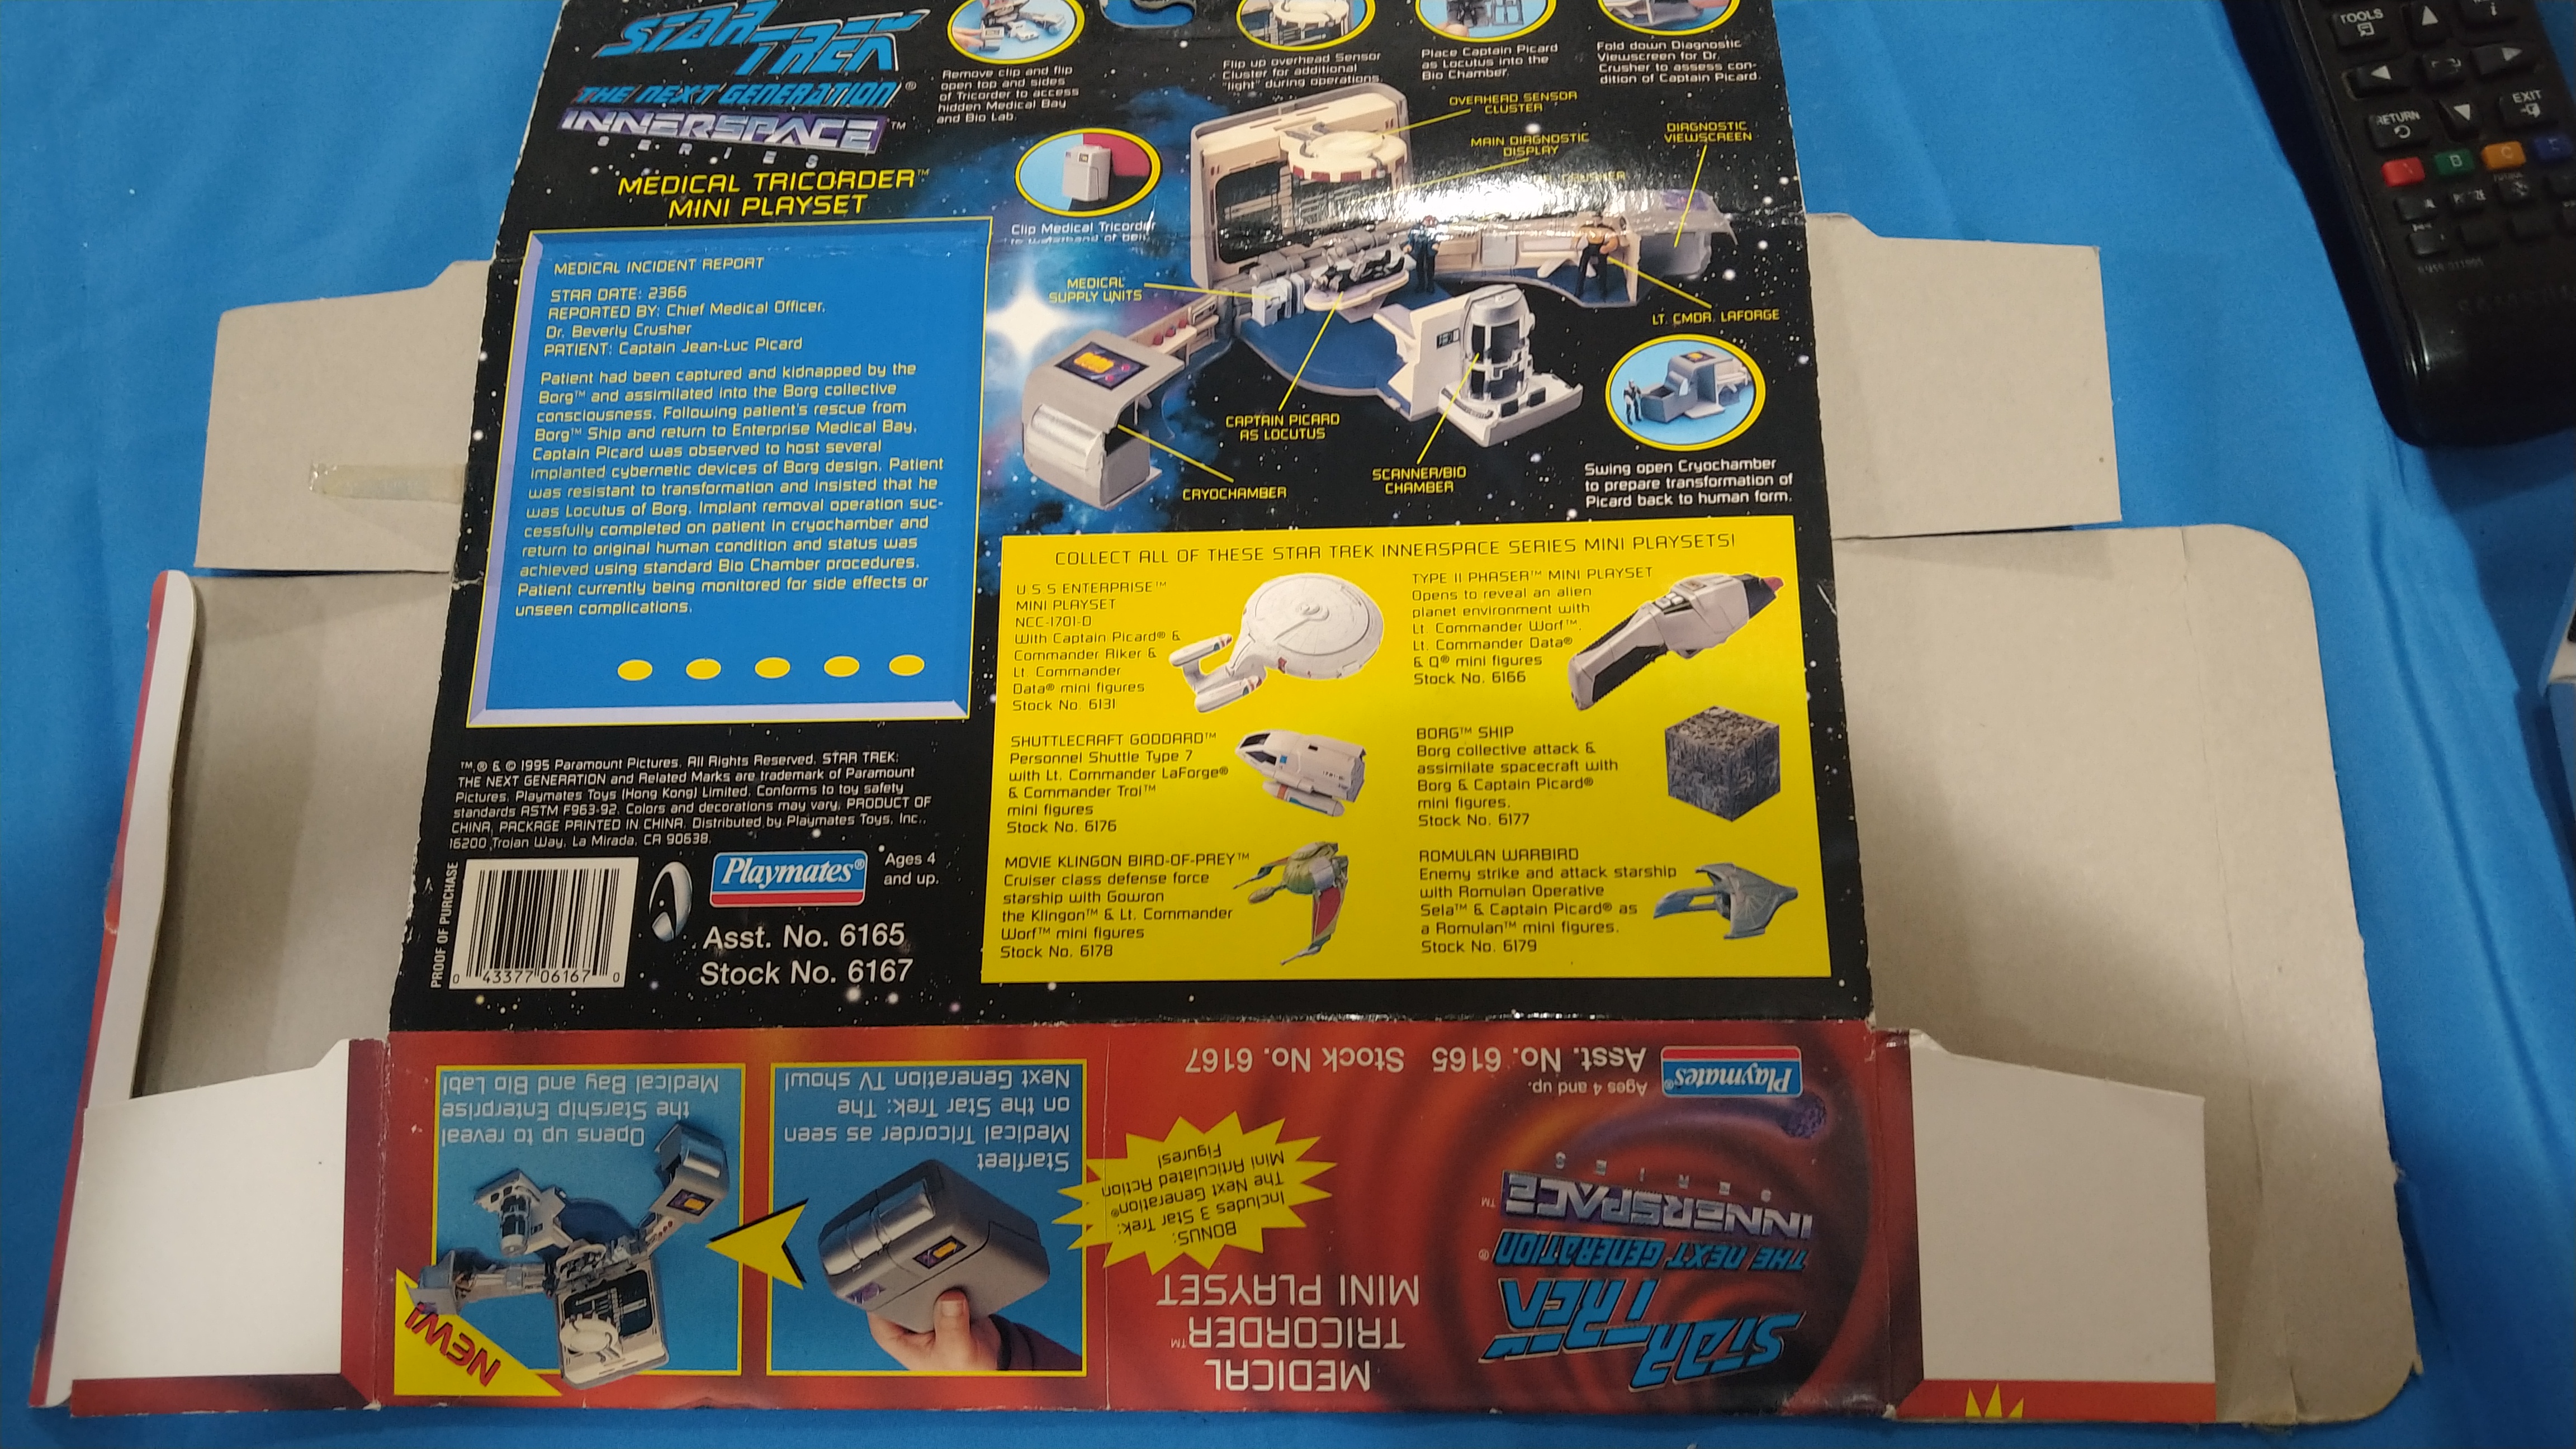 STAR TREK
THE NEXT GENERATION®
INNERSPACE™
SERIES
MEDICAL TRICORDER™
MINI PLAYSET
Remove clip and flip
open top and sides
of Tricorder to access
hidden Medical Bay
and Bio Lab.
Flip up overhead Sensor
Cluster for additional
"light" during operations.
Place Captain Picard
as Locutus into the
Bio Chamber.
Fold down Diagnostic
Viewscreen for Dr.
Crusher to assess con-
dition of Captain Picard.
Clip Medical Tricorder
to waistband or belt
OVERHEAD SENSOR
CLUSTER
MAIN DIAGNOSTIC
DISPLAY
DIAGNOSTIC
VIEWSCREEN
CRUSHER
MEDICAL
SUPPLY UNITS
LT. CMDR. LAFORGE
CAPTAIN PICARD
AS LOCUTUS
SCANNER/BIO
CHAMBER
CRYOCHAMBER
Swing open Cryochamber
to prepare transformation of
Picard back to human form.
MEDICAL INCIDENT REPORT
STAR DATE: 2366
REPORTED BY: Chief Medical Officer,
Dr. Beverly Crusher
PATIENT: Captain Jean-Luc Picard
Patient had been captured and kidnapped by the
Borg™ and assimilated into the Borg collective
consciousness. Following patient's rescue from
Borg™ Ship and return to Enterprise Medical Bay,
Captain Picard was observed to host several
implanted cybernetic devices of Borg design. Patient
was resistant to transformation and insisted that he
was Locutus of Borg. Implant removal operation suc-
cessfully completed on patient in cryochamber and
return to original human condition and status was
achieved using standard Bio Chamber procedures.
Patient currently being monitored for side effects or
unseen complications.
COLLECT ALL OF THESE STAR TREK INNERSPACE SERIES MINI PLAYSETS!
U S S ENTERPRISE™
MINI PLAYSET
NCC-1701-D
With Captain Picard® &
Commander Riker &
Lt. Commander
Data® mini figures
Stock No. 6131
TYPE II PHASER™ MINI PLAYSET
Opens to reveal an alien
planet environment with
Lt. Commander Worf™,
Lt. Commander Data®
& Q® mini figures
Stock No. 6166
SHUTTLECRAFT GODDARD™
Personnel Shuttle Type 7
with Lt. Commander LaForge®
& Commander Troi™
mini figures
Stock No. 6176
BORG™ SHIP
Borg collective attack &
assimilate spacecraft with
Borg & Captain Picard®
mini figures.
Stock No. 6177
MOVIE KLINGON BIRD-OF-PREY™
Cruiser class defense force
starship with Gowron
the Klingon™ & Lt. Commander
Worf™ mini figures
Stock No. 6178
ROMULAN WARBIRD
Enemy strike and attack starship
with Romulan Operative
Sela™ & Captain Picard® as
a Romulan™ mini figures.
Stock No. 6179
™,® & © 1995 Paramount Pictures. All Rights Reserved. STAR TREK:
THE NEXT GENERATION and Related Marks are trademark of Paramount
Pictures. Playmates Toys (Hong Kong) Limited. Conforms to toy safety
standards ASTM F963-92. Colors and decorations may vary. PRODUCT OF
CHINA, PACKAGE PRINTED IN CHINA. Distributed by Playmates Toys, Inc.,
16200 Trojan Way, La Mirada, CA 90638.
PROOF OF PURCHASE
0 43377 06167 0
Playmates®
Ages 4
and up.
Asst. No. 6165
Stock No. 6167
STAR TREK
THE NEXT GENERATION®
INNERSPACE™
SERIES
MEDICAL
TRICORDER™
MINI PLAYSET
BONUS:
Includes 3 Star Trek:
The Next Generation®
Mini Articulated Action
Figures!
Playmates®
Ages 4 and up.
Asst. No. 6165 Stock No. 6167
Starfleet
Medical Tricorder as seen
on the Star Trek: The
Next Generation TV show!
Opens up to reveal
the Starship Enterprise
Medical Bay and Bio Lab!
NEW!
TOOLS
RETURN
EXIT